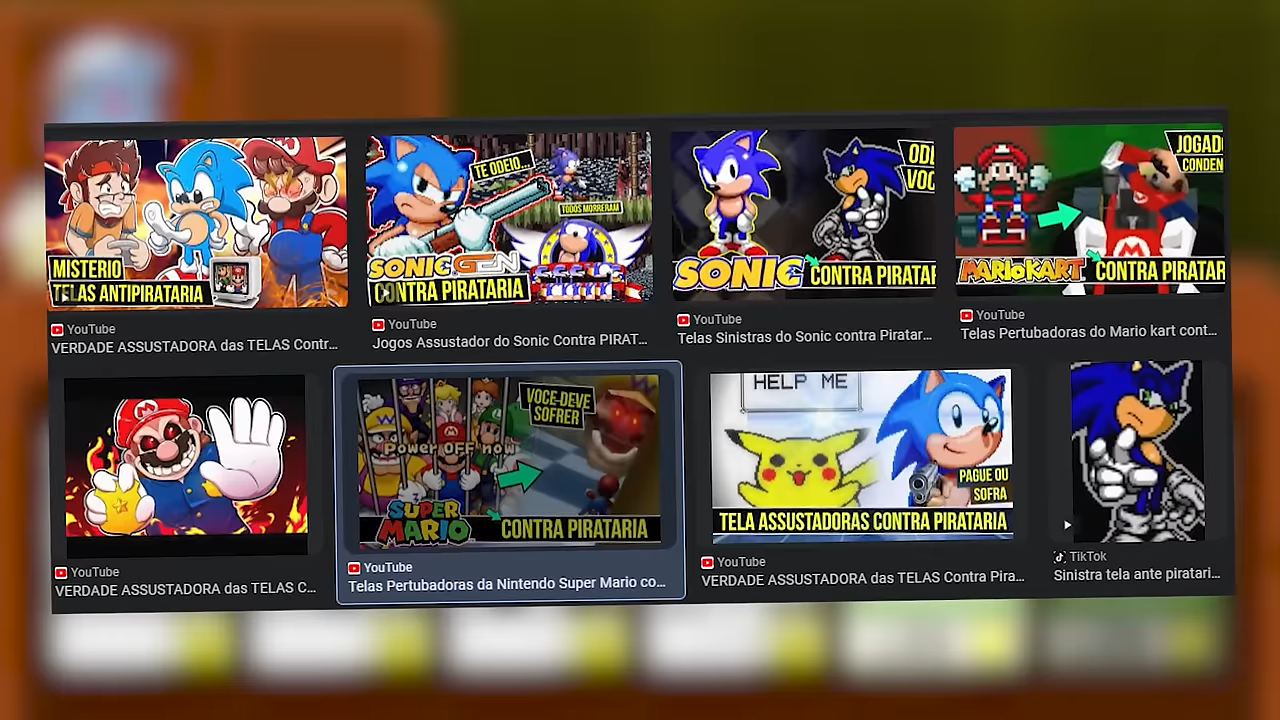 MISTERIO
TELAS ANTIPIRATARIA
YouTube
VERDADE ASSUSTADORA das TELAS Contr...
TE ODEIO...
TODOS MORRERAM
SONIC GEN
CONTRA PIRATARIA
YouTube
Jogos Assustador do Sonic Contra PIRAT...
ODE
VOC
SONIC
CONTRA PIRATAR
YouTube
Telas Sinistras do Sonic contra Piratar...
JOGAD
CONDEN
MARIOKART
CONTRA PIRATAR
YouTube
Telas Pertubadoras do Mario kart cont...
YouTube
VERDADE ASSUSTADORA das TELAS C...
VOCE DEVE
SOFRER
Power OFF now
SUPER
MARIO
CONTRA PIRATARIA
YouTube
Telas Pertubadoras da Nintendo Super Mario co...
HELP ME
PAGUE OU
SOFRA
TELA ASSUSTADORAS CONTRA PIRATARIA
YouTube
VERDADE ASSUSTADORA das TELAS Contra Pira...
TikTok
Sinistra tela ante piratari...